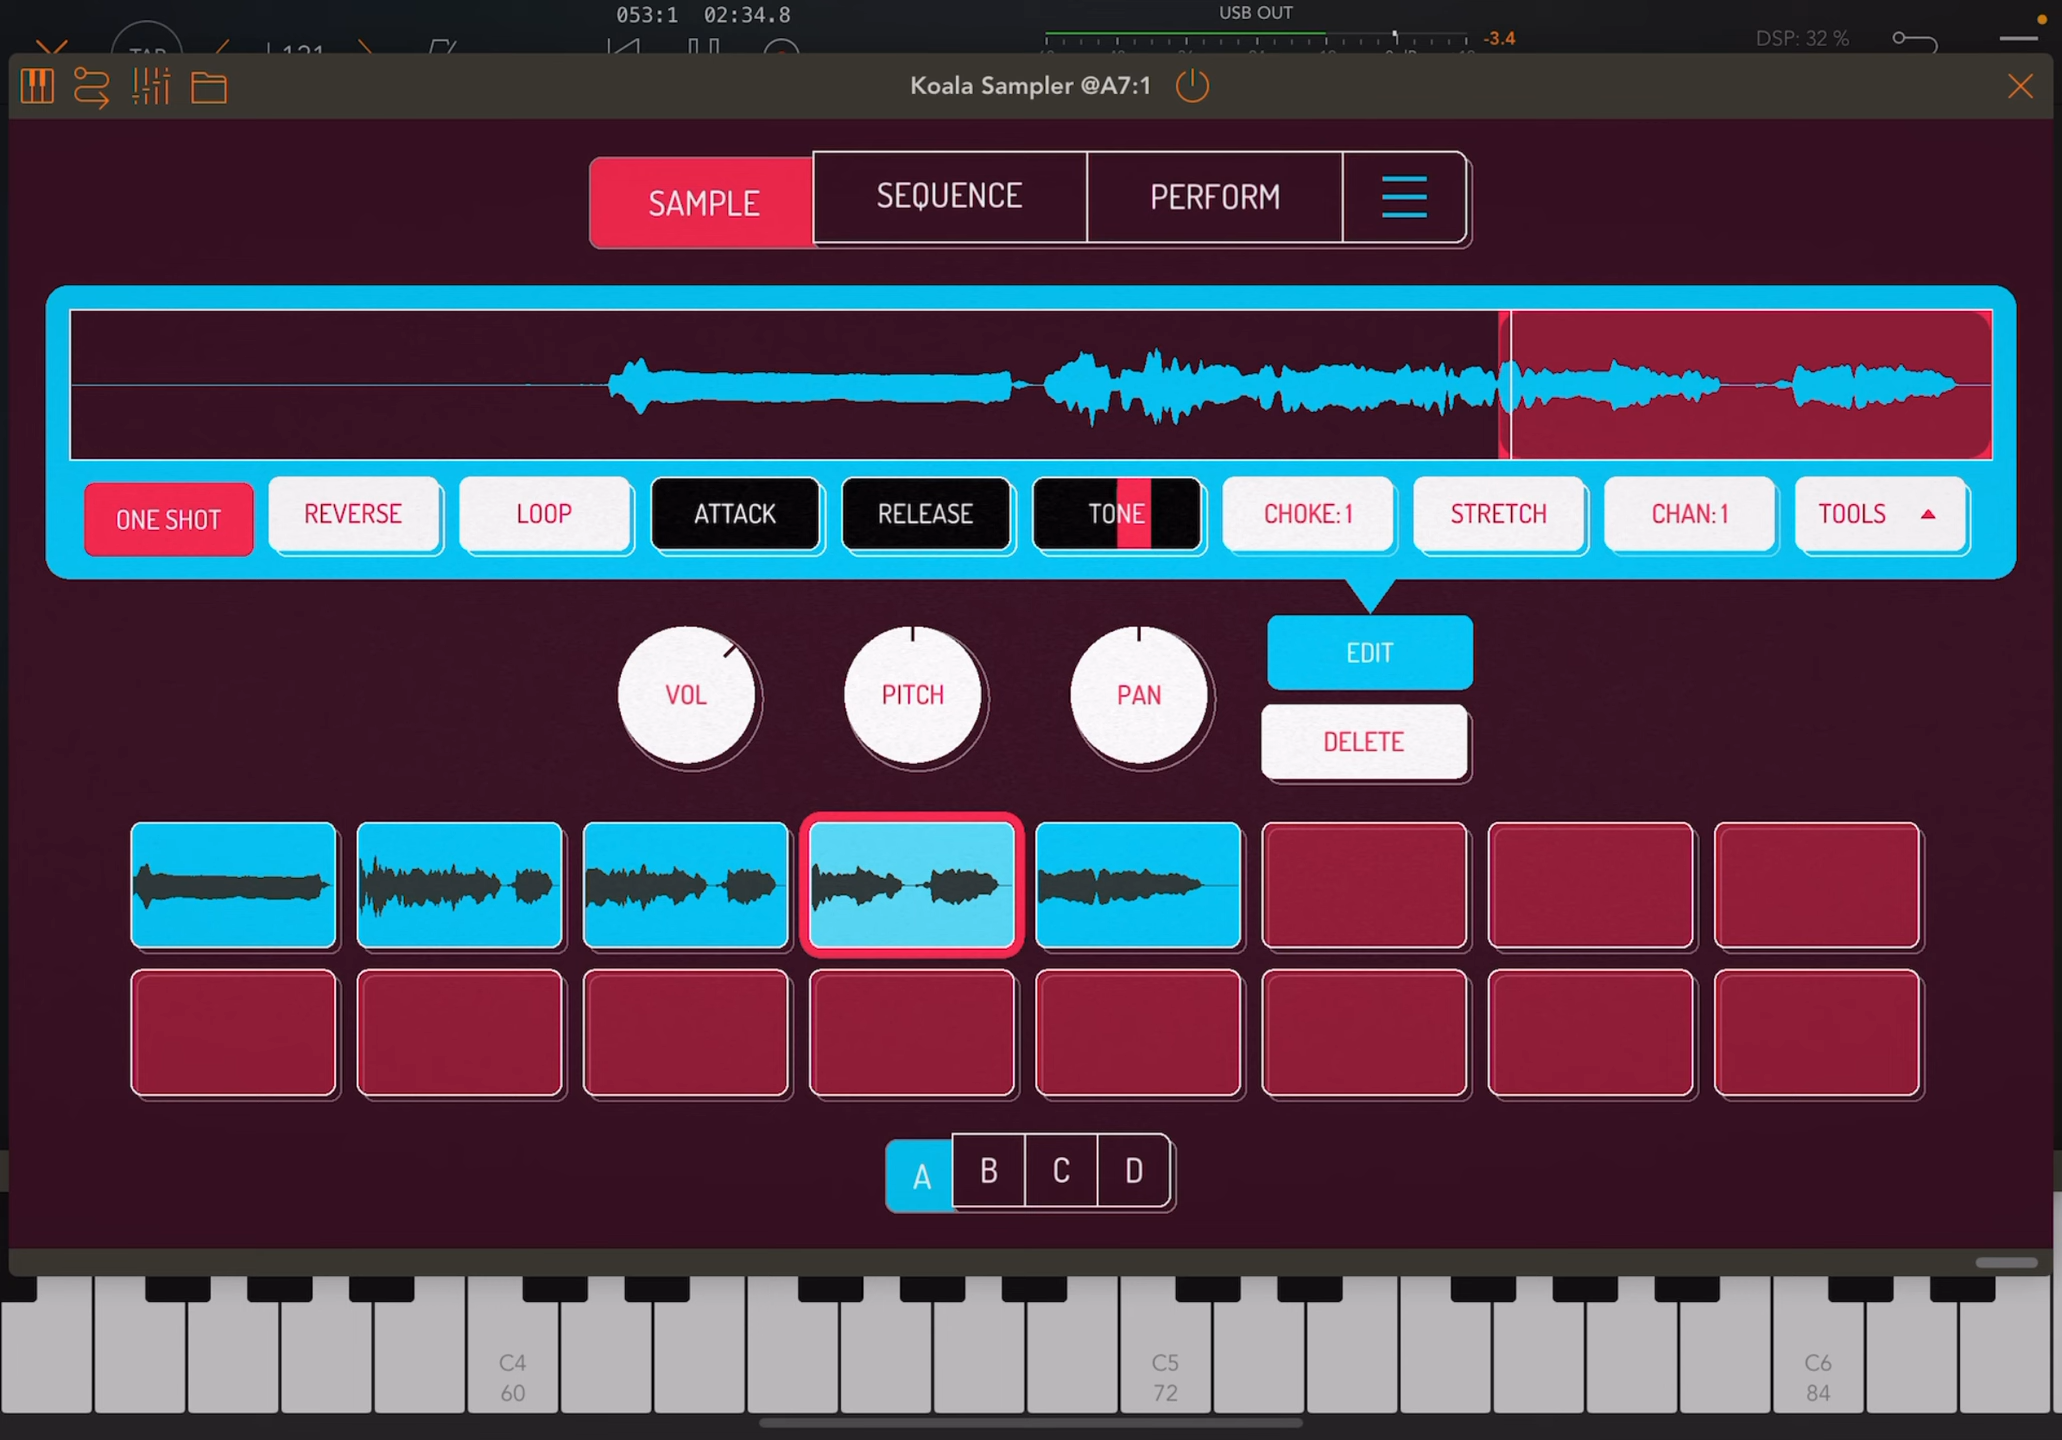 053:1 02:34.8
USB OUT
-3.4
DSP: 32 %
Koala Sampler @A7:1
SAMPLE
SEQUENCE
PERFORM
ONE SHOT
REVERSE
LOOP
ATTACK
RELEASE
TONE
CHOKE: 1
STRETCH
CHAN: 1
TOOLS
VOL
PITCH
PAN
EDIT
DELETE
A
B
C
D
C4
60
C5
72
C6
84